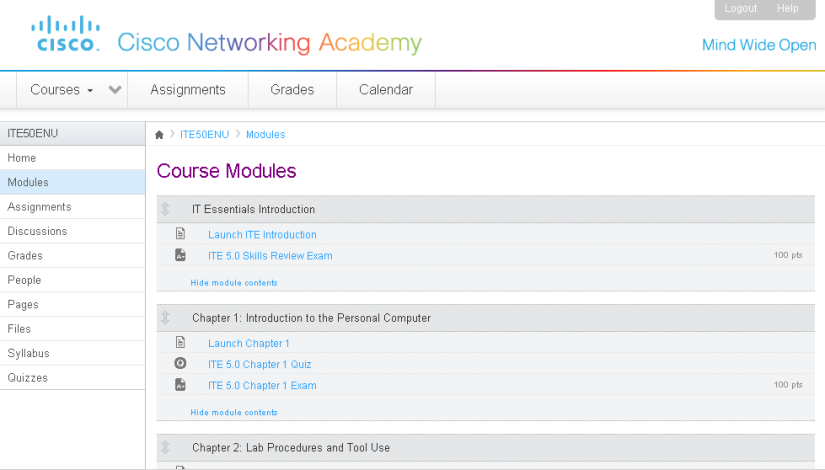 Logout Help
CISCO Cisco Networking Academy
Mind Wide Open
Courses Assignments Grades Calendar
ITE50ENU
Home
Modules
Assignments
Discussions
Grades
People
Pages
Files
Syllabus
Quizzes
ITE50ENU Modules
Course Modules
IT Essentials Introduction
Launch ITE Introduction
ITE 5.0 Skills Review Exam 100 pts
Hide module contents
Chapter 1: Introduction to the Personal Computer
Launch Chapter 1
ITE 5.0 Chapter 1 Quiz
ITE 5.0 Chapter 1 Exam 100 pts
Hide module contents
Chapter 2: Lab Procedures and Tool Use